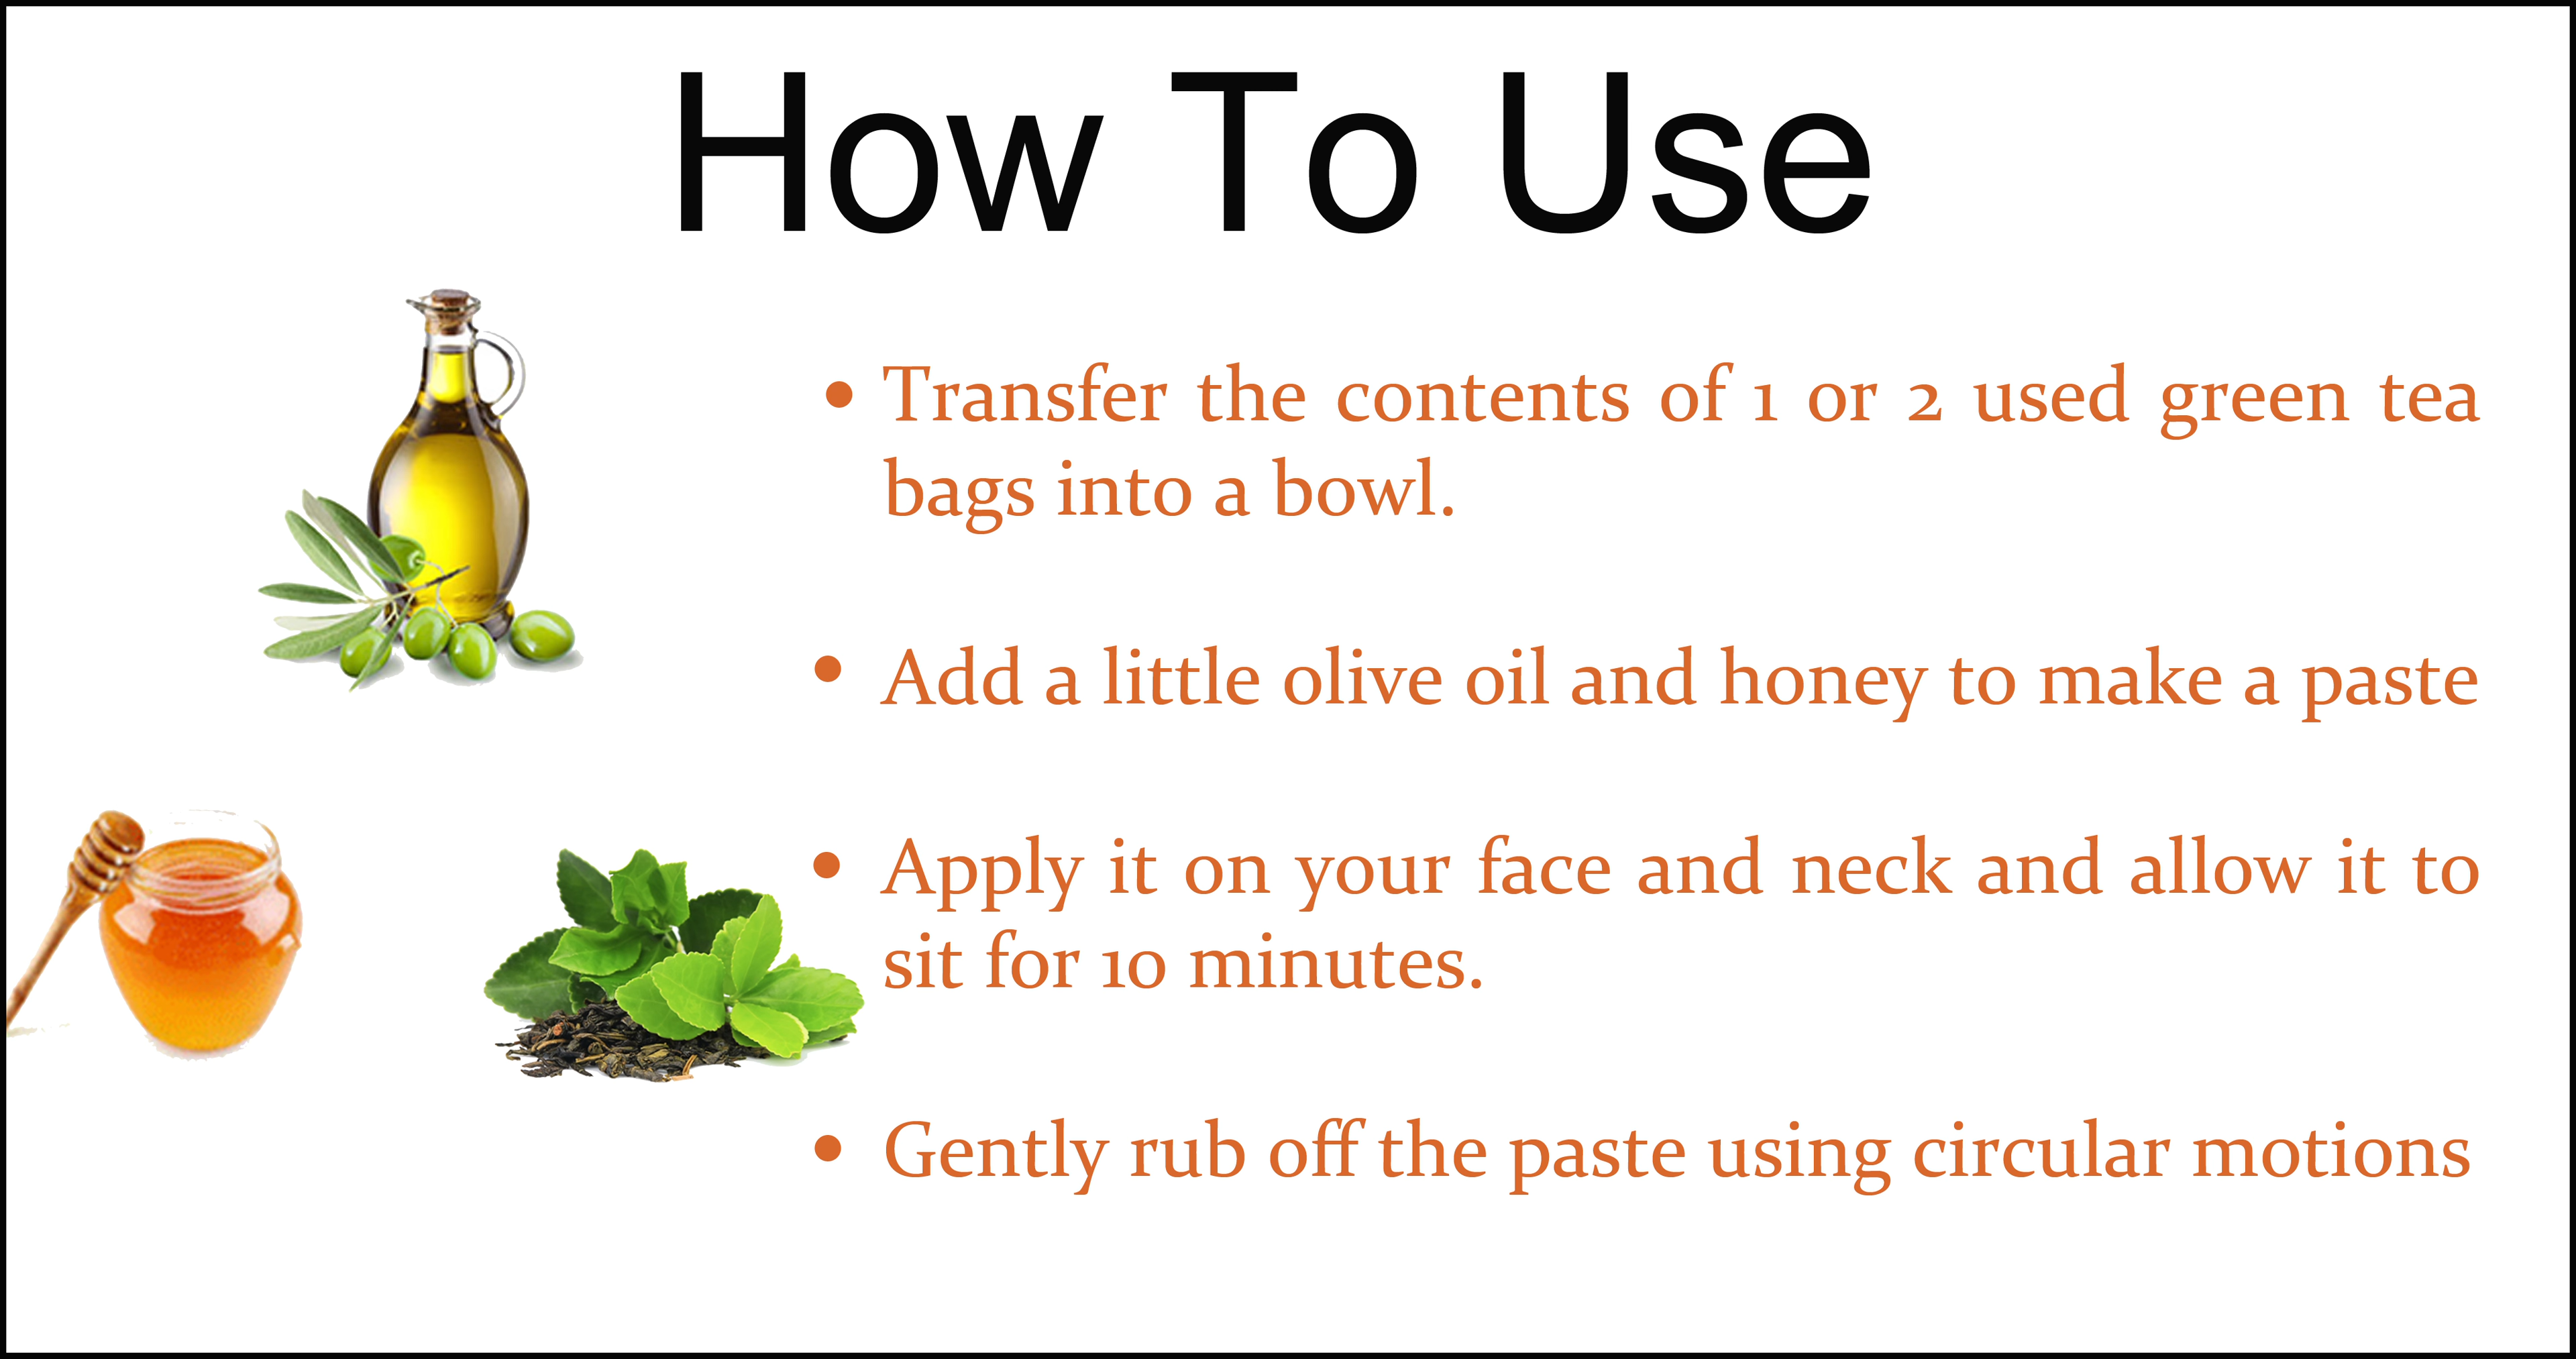 How To Use
• Transfer the contents of 1 or 2 used green tea
bags into a bowl.
• Add a little olive oil and honey to make a paste
• Apply it on your face and neck and allow it to
sit for 10 minutes.
• Gently rub off the paste using circular motions